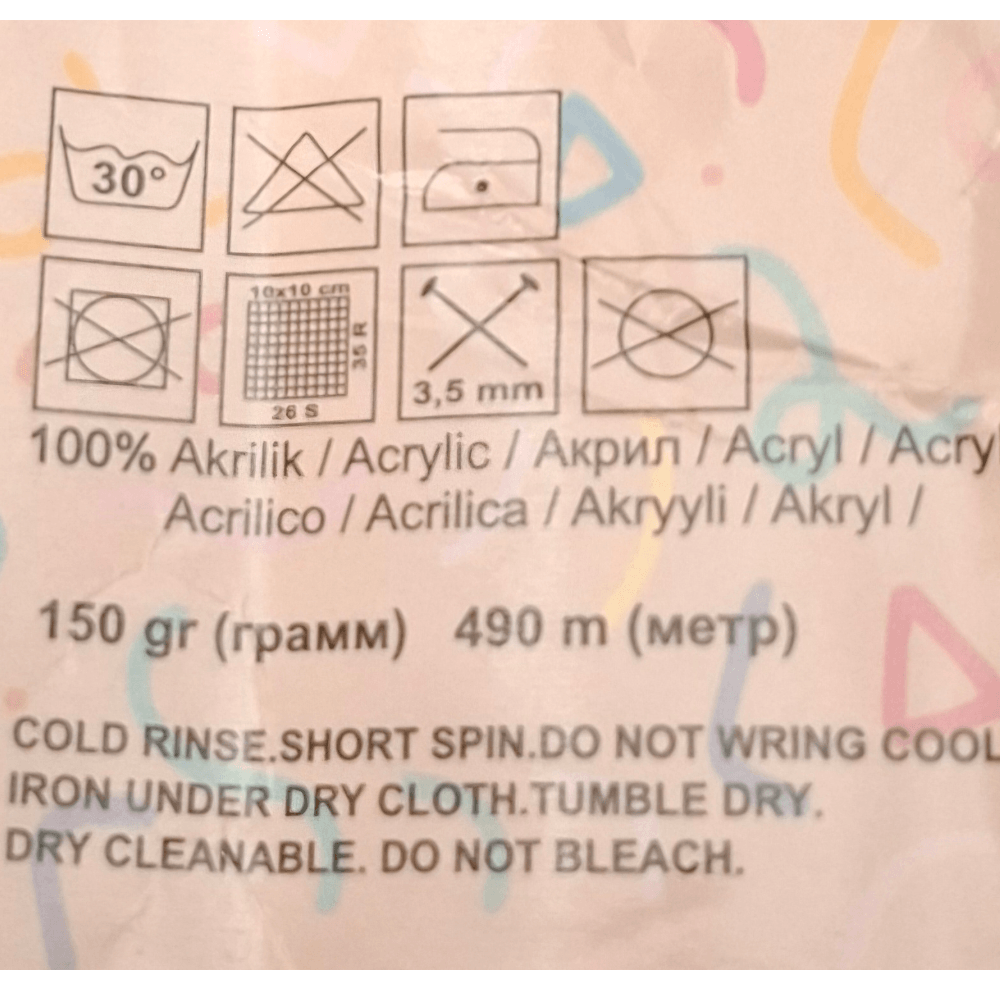 30°
10x10 cm
35 R
26 S
3,5 mm
100% Akrilik / Acrylic / Акрил / Acryl / Acryl
Acrilico / Acrilica / Akryyli / Akryl /
150 gr (грамм) 490 m (метр)
COLD RINSE.SHORT SPIN.DO NOT WRING COOL
IRON UNDER DRY CLOTH.TUMBLE DRY.
DRY CLEANABLE. DO NOT BLEACH.